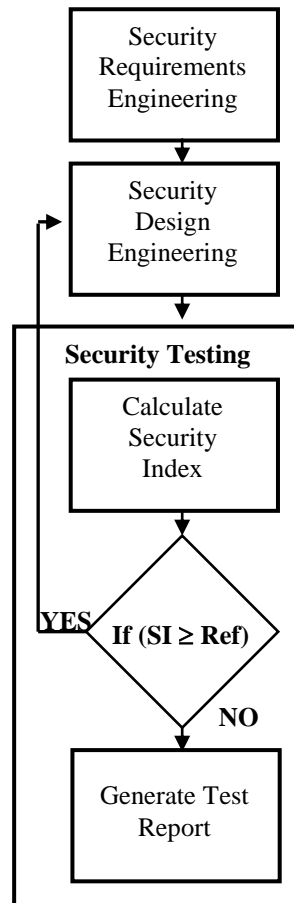 Security
Requirements
Engineering
Security
Design
Engineering
Security Testing
Calculate
Security
Index
YES
If (SI ≥ Ref)
NO
Generate Test
Report